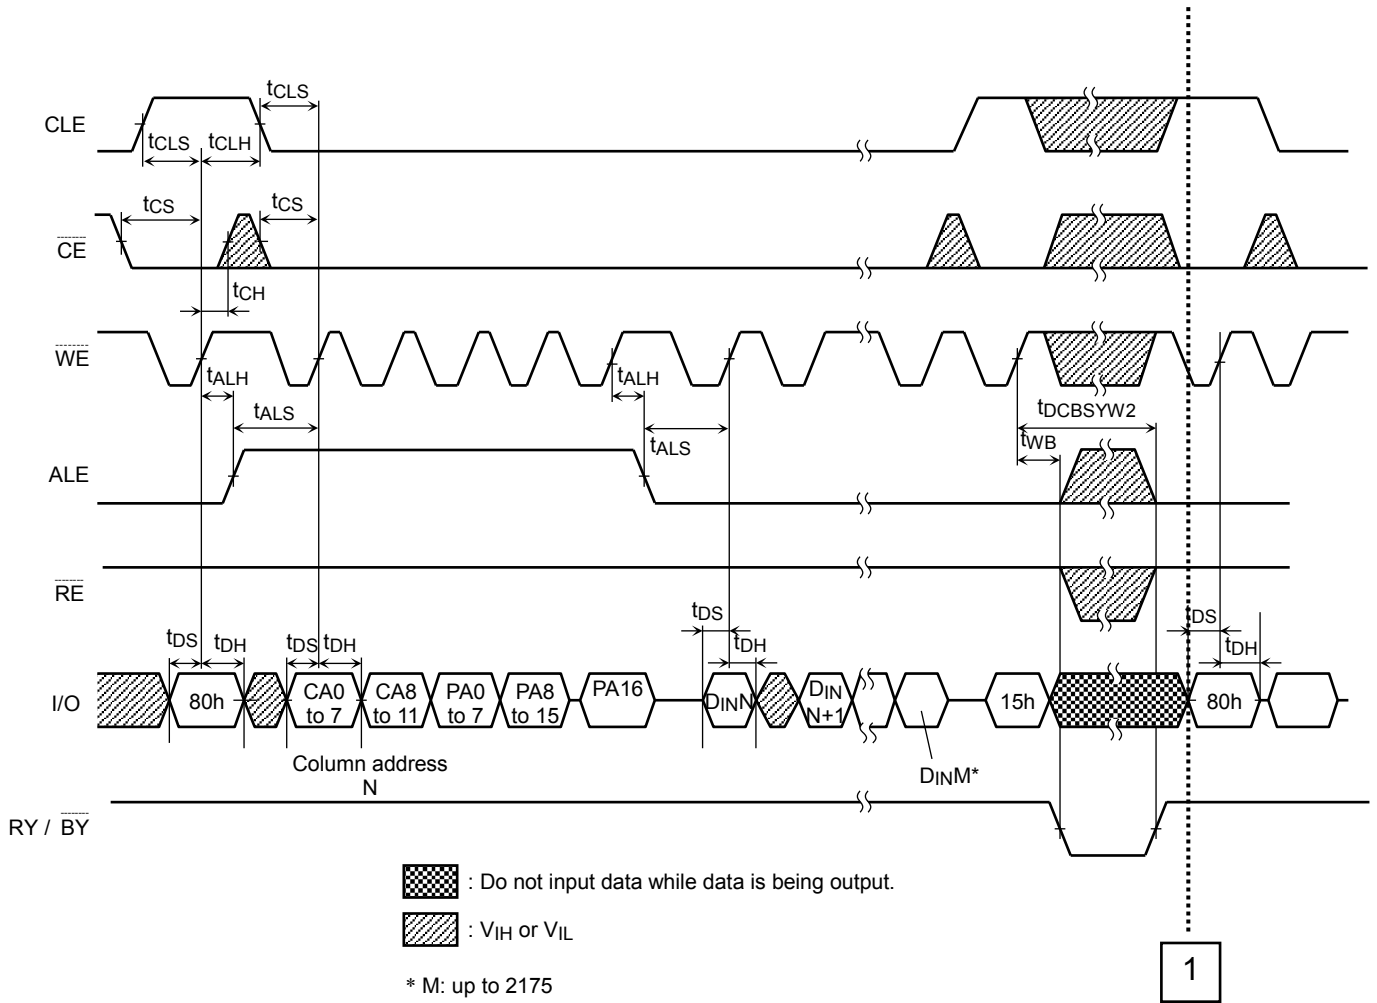 tCLS
CLE
tCLS
tCLH
tCS
tCS
CE
tCH
WE
tALH
tALH
tDCBSYW2
tALS
tALS
tWB
ALE
RE
tDS
tDH
tDS
tDH
tDS
tDH
tDS
tDH
I/O
80h
CA0 to 7
CA8 to 11
PA0 to 7
PA8 to 15
PA16
DINN
DIN N+1
15h
80h
DINM*
Column address
N
RY / BY
: Do not input data while data is being output.
: VIH or VIL
* M: up to 2175
1